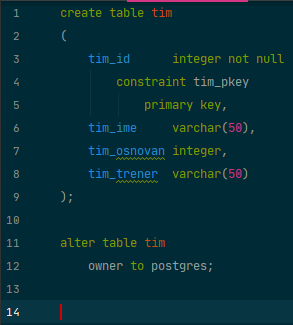 1 create table tim
2 (
3 tim_id integer not null
4 constraint tim_pkey
5 primary key,
6 tim_ime varchar(50),
7 tim_osnovan integer,
8 tim_trener varchar(50)
9 );
10
11 alter table tim
12 owner to postgres;
13
14